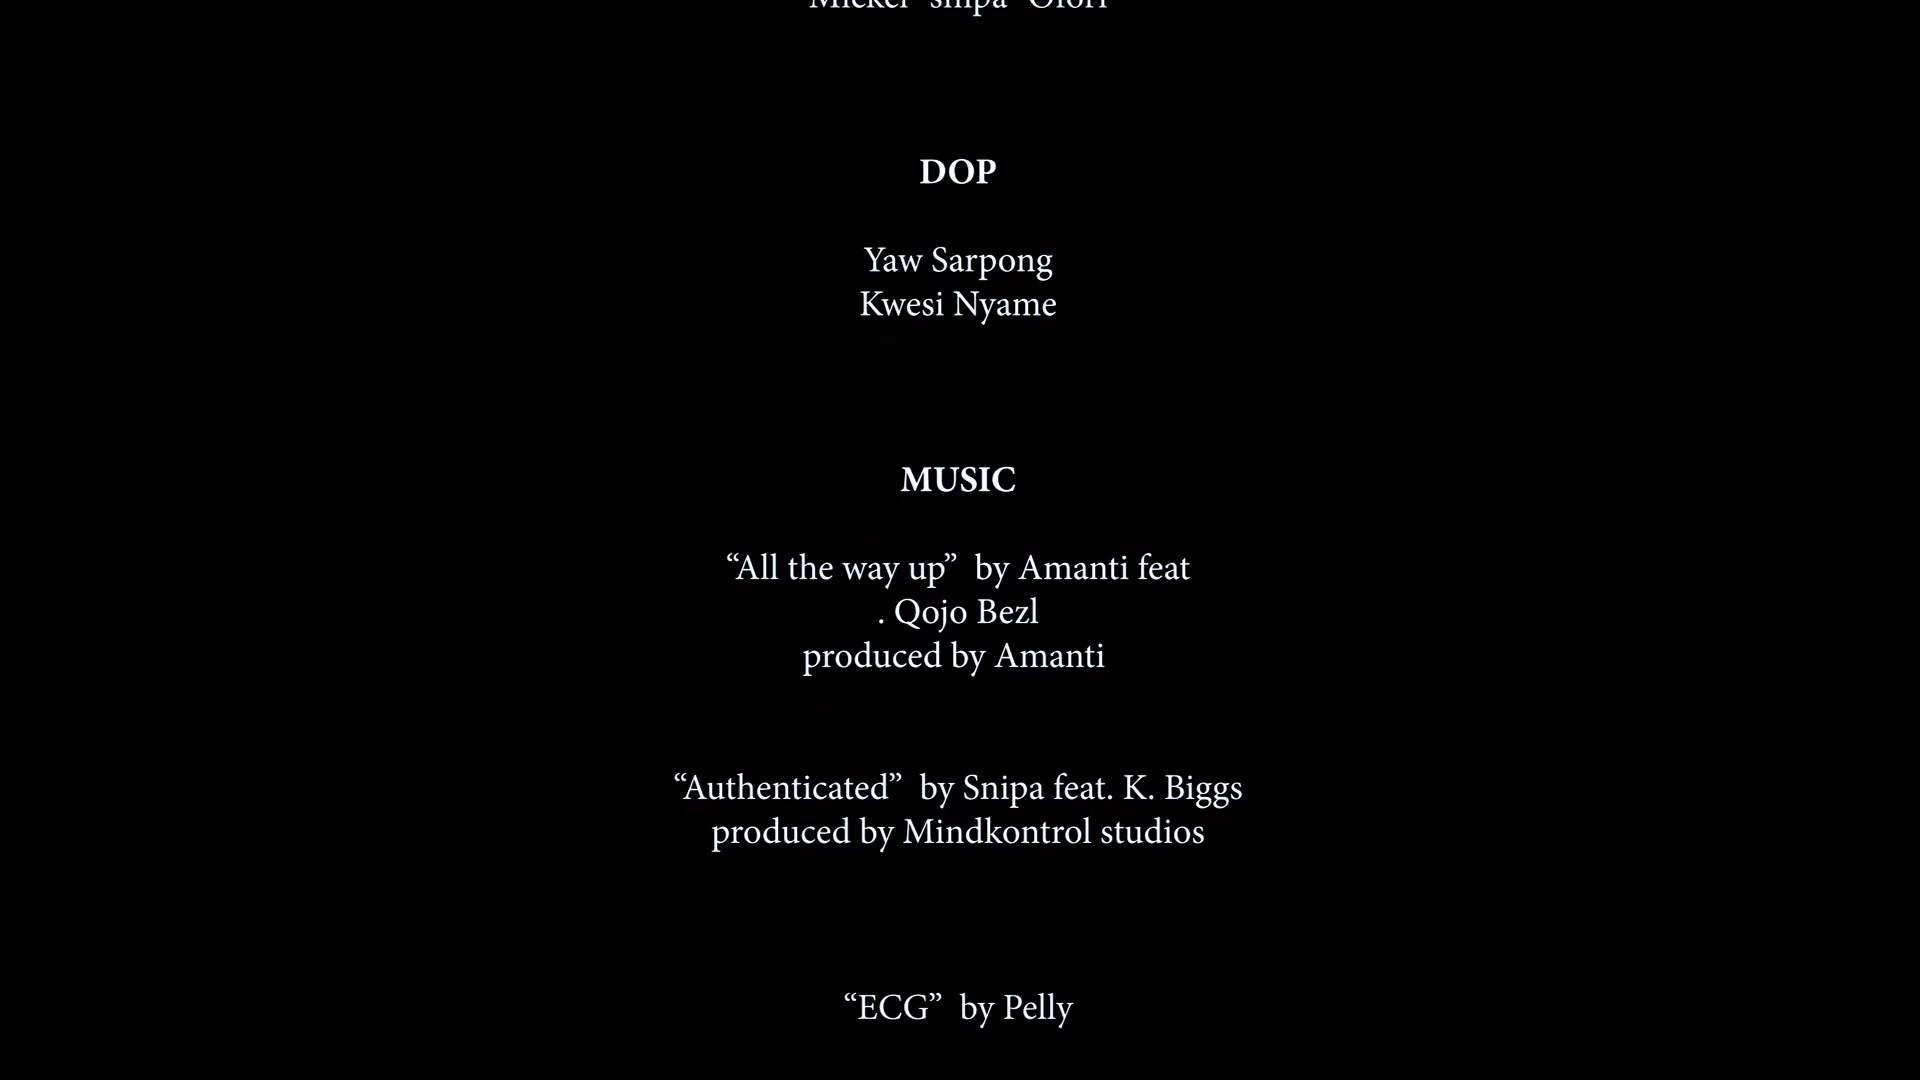 DOP
Yaw Sarpong
Kwesi Nyame
MUSIC
“All the way up”  by Amanti feat
. Qojo Bezl
produced by Amanti
“Authenticated”  by Snipa feat. K. Biggs
produced by Mindkontrol studios
“ECG”  by Pelly